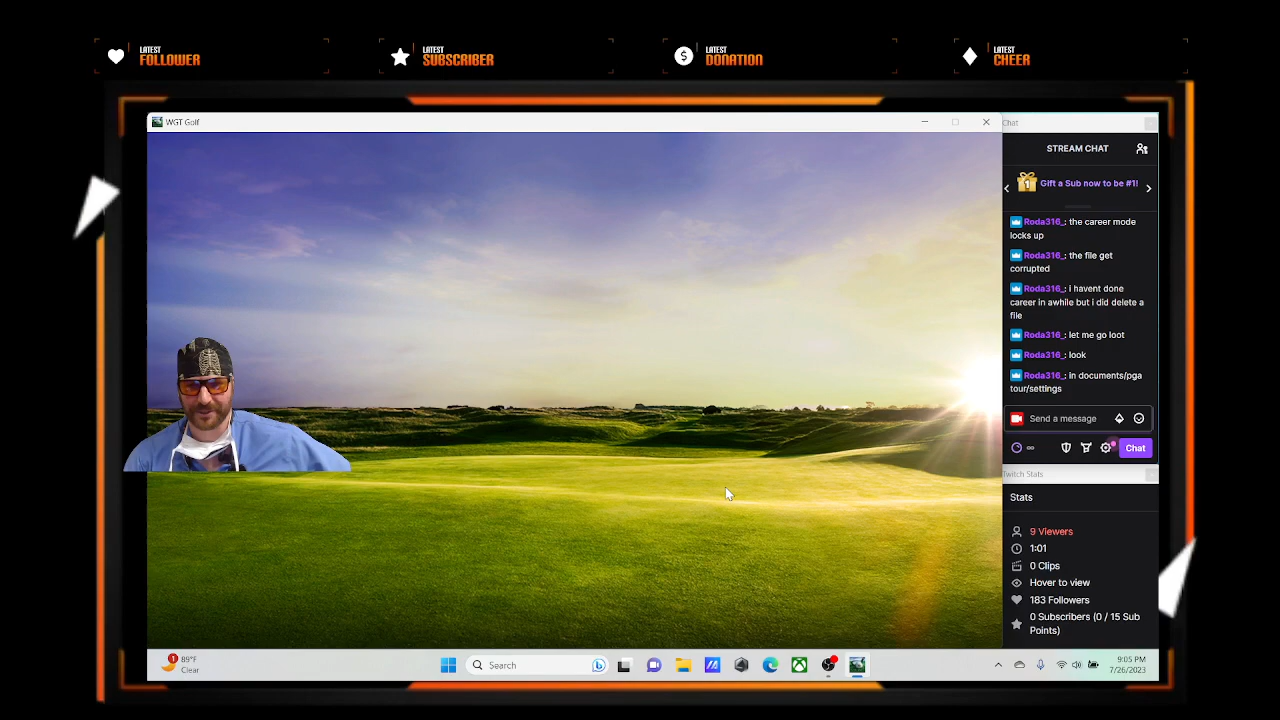 LATEST
FOLLOWER
LATEST
SUBSCRIBER
$
LATEST
DONATION
LATEST
CHEER
WGT Golf
Chat
STREAM CHAT
1
Gift a Sub now to be #1!
Roda316_: the career mode
locks up
Roda316_: the file get
corrupted
Roda316_: i havent done
career in awhile but i did delete a
file
Roda316_: let me go loot
Roda316_: look
Roda316_: in documents/pga
tour/settings
Send a message
Chat
Twitch Stats
Stats
9 Viewers
1:01
0 Clips
Hover to view
183 Followers
0 Subscribers (0 / 15 Sub
Points)
1
89°F
Clear
Search
9:05 PM
7/26/2023